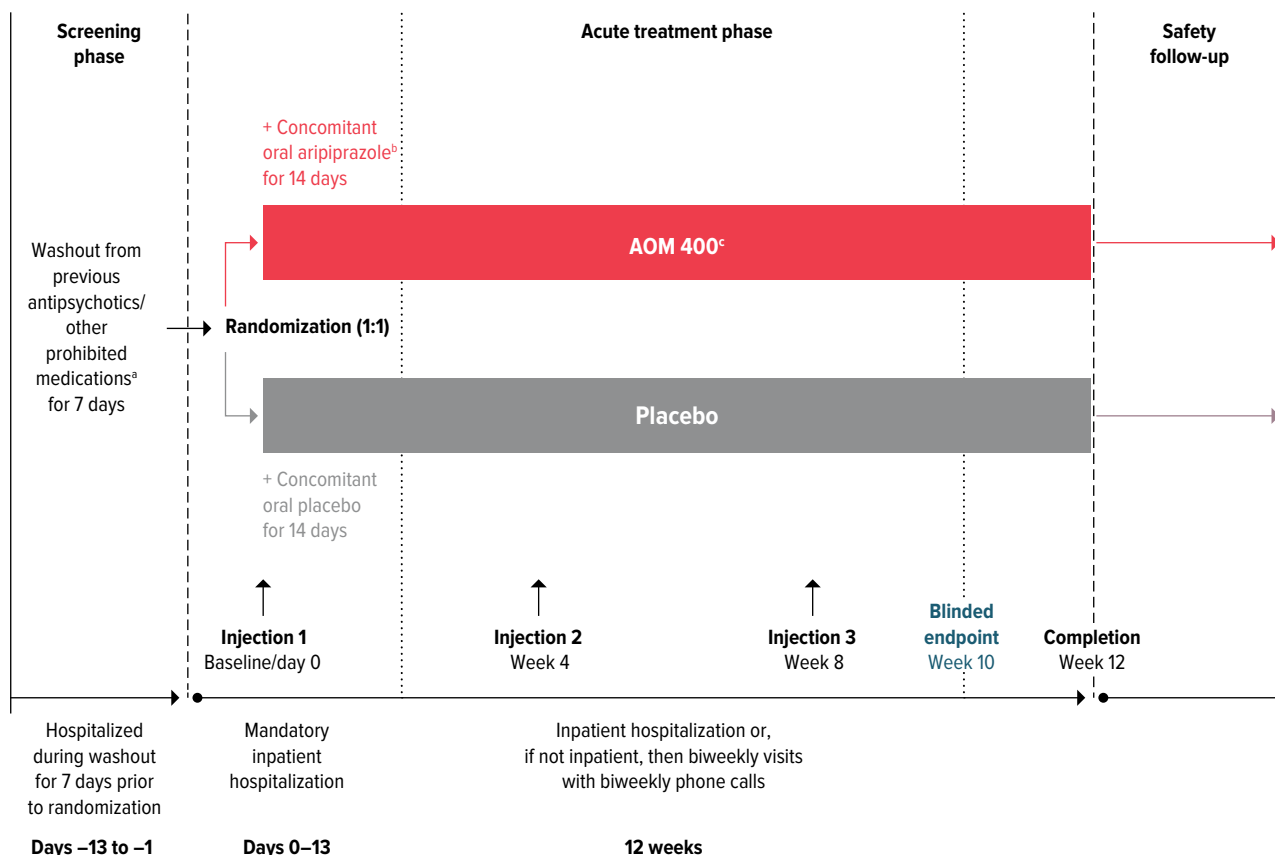 Screening
phase
Acute treatment phase
Safety
follow-up
+ Concomitant
oral aripiprazoleᵇ
for 14 days
AOM 400ᶜ
Washout from
previous
antipsychotics/
other
prohibited
medicationsᵃ
for 7 days
Randomization (1:1)
Placebo
+ Concomitant
oral placebo
for 14 days
Injection 1
Baseline/day 0
Injection 2
Week 4
Injection 3
Week 8
Blinded
endpoint
Week 10
Completion
Week 12
Hospitalized
during washout
for 7 days prior
to randomization
Mandatory
inpatient
hospitalization
Inpatient hospitalization or,
if not inpatient, then biweekly visits
with biweekly phone calls
Days –13 to –1
Days 0–13
12 weeks